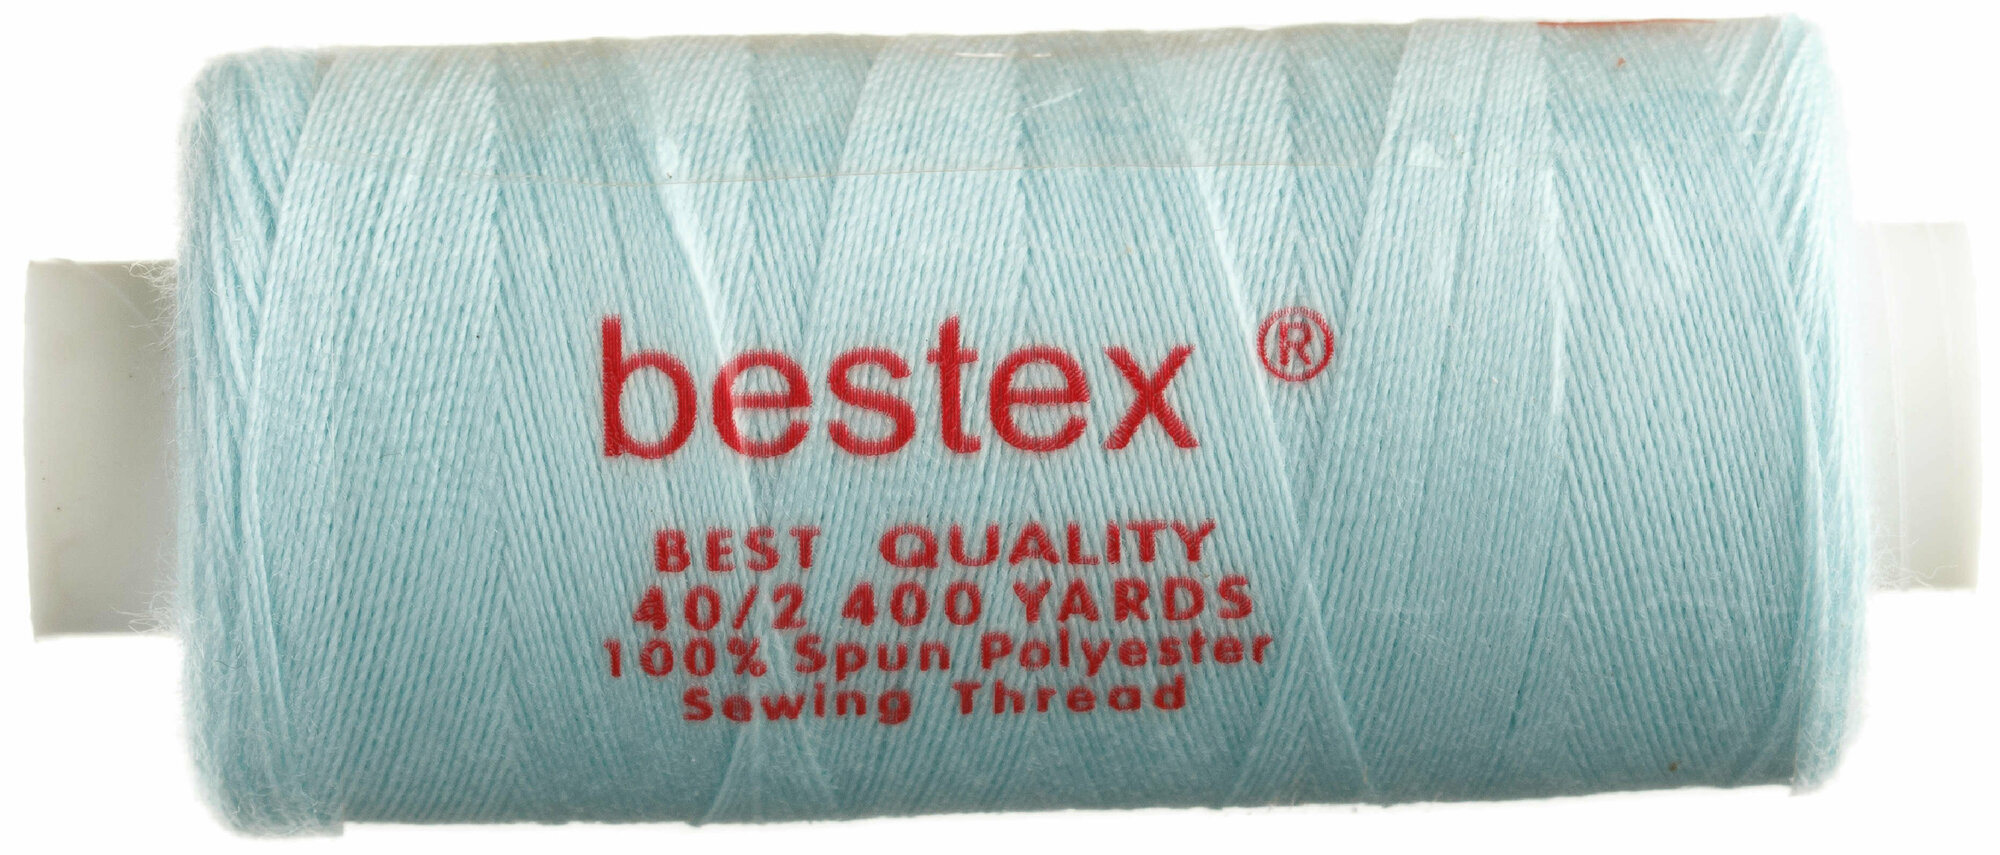 bestex ®
BEST QUALITY
40/2 400 YARDS
100% Spun Polyester
Sewing Thread